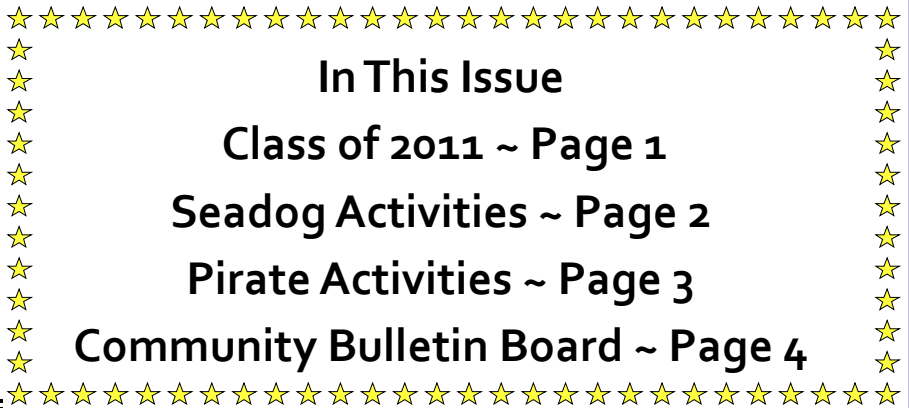 In This Issue
Class of 2011 ~ Page 1
Seadog Activities ~ Page 2
Pirate Activities ~ Page 3
Community Bulletin Board ~ Page 4